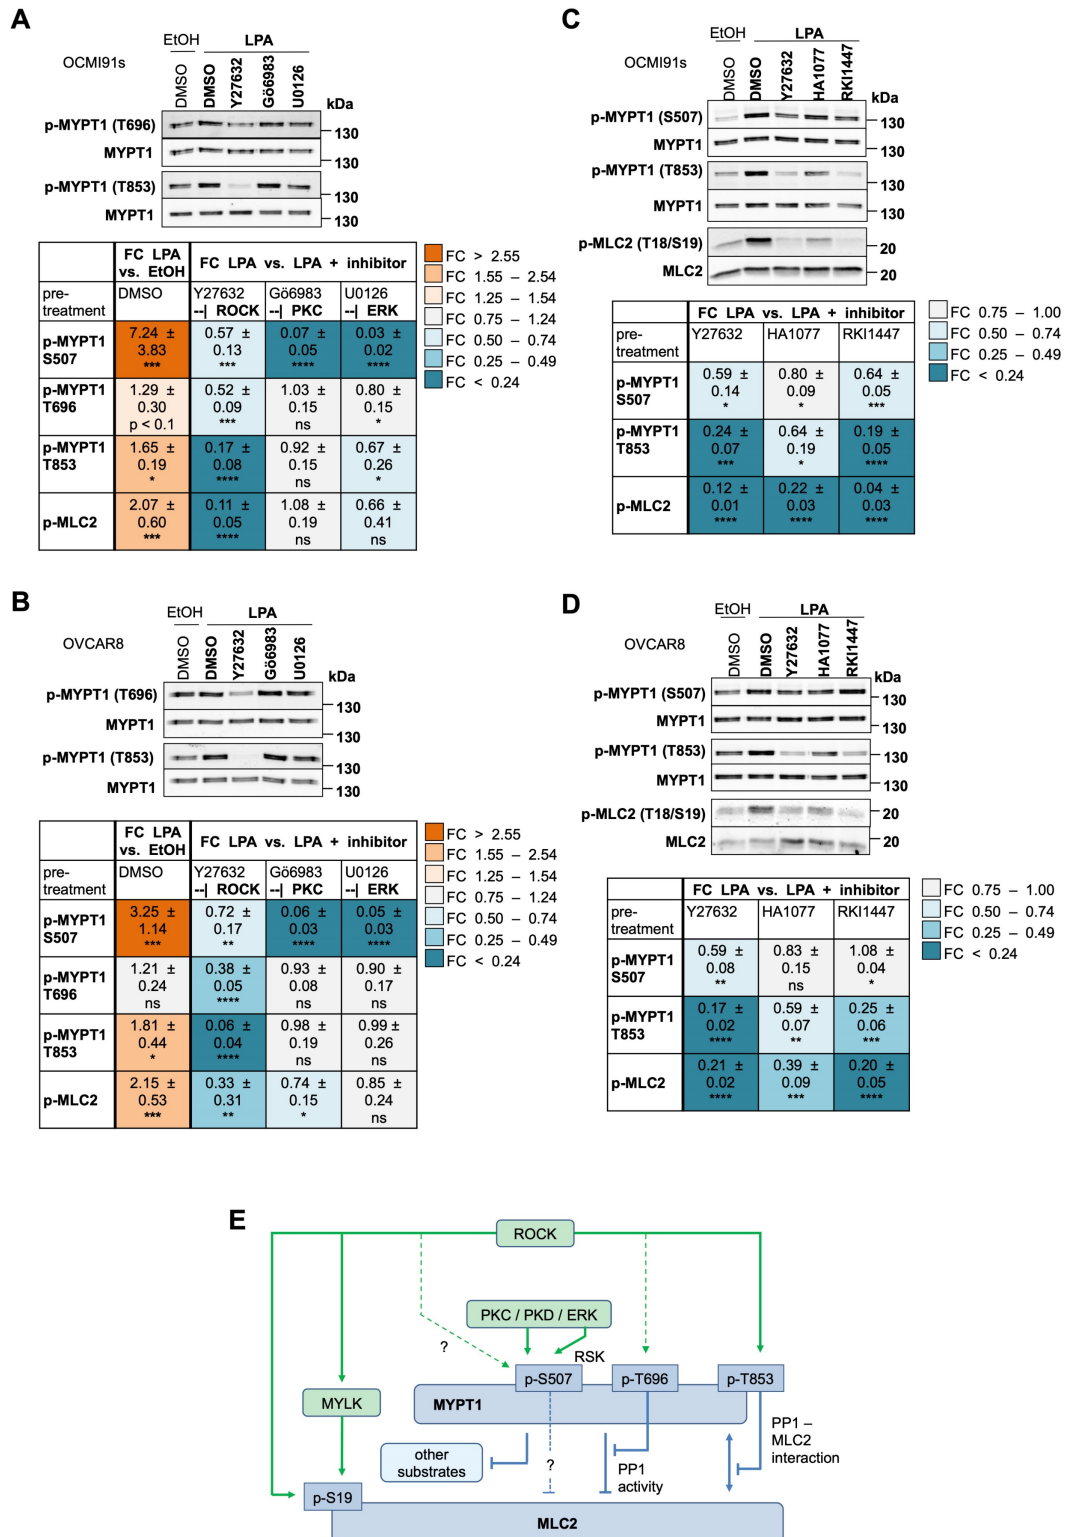 A
EtOH LPA
OCMI91s
DMSO DMSO Y27632 Gö6983 U0126
kDa
p-MYPT1 (T696) 130
MYPT1 130
p-MYPT1 (T853) 130
MYPT1 130
FC LPA vs. EtOH FC LPA vs. LPA + inhibitor
pre-treatment DMSO Y27632 --| ROCK Gö6983 --| PKC U0126 --| ERK
p-MYPT1 S507 7.24 ± 3.83 *** 0.57 ± 0.13 *** 0.07 ± 0.05 **** 0.03 ± 0.02 ****
p-MYPT1 T696 1.29 ± 0.30 p < 0.1 0.52 ± 0.09 *** 1.03 ± 0.15 ns 0.80 ± 0.15 *
p-MYPT1 T853 1.65 ± 0.19 * 0.17 ± 0.08 **** 0.92 ± 0.15 ns 0.67 ± 0.26 *
p-MLC2 2.07 ± 0.60 *** 0.11 ± 0.05 **** 1.08 ± 0.19 ns 0.66 ± 0.41 ns
FC > 2.55
FC 1.55 – 2.54
FC 1.25 – 1.54
FC 0.75 – 1.24
FC 0.50 – 0.74
FC 0.25 – 0.49
FC < 0.24
B
EtOH LPA
OVCAR8
DMSO DMSO Y27632 Gö6983 U0126
kDa
p-MYPT1 (T696) 130
MYPT1 130
p-MYPT1 (T853) 130
MYPT1 130
FC LPA vs. EtOH FC LPA vs. LPA + inhibitor
pre-treatment DMSO Y27632 --| ROCK Gö6983 --| PKC U0126 --| ERK
p-MYPT1 S507 3.25 ± 1.14 *** 0.72 ± 0.17 ** 0.06 ± 0.03 **** 0.05 ± 0.03 ****
p-MYPT1 T696 1.21 ± 0.24 ns 0.38 ± 0.05 **** 0.93 ± 0.08 ns 0.90 ± 0.17 ns
p-MYPT1 T853 1.81 ± 0.44 * 0.06 ± 0.04 **** 0.98 ± 0.19 ns 0.99 ± 0.26 ns
p-MLC2 2.15 ± 0.53 *** 0.33 ± 0.31 ** 0.74 ± 0.15 * 0.85 ± 0.24 ns
FC > 2.55
FC 1.55 – 2.54
FC 1.25 – 1.54
FC 0.75 – 1.24
FC 0.50 – 0.74
FC 0.25 – 0.49
FC < 0.24
C
EtOH LPA
OCMI91s
DMSO DMSO Y27632 HA1077 RKI1447
kDa
p-MYPT1 (S507) 130
MYPT1 130
p-MYPT1 (T853) 130
MYPT1 130
p-MLC2 (T18/S19) 20
MLC2 20
FC LPA vs. LPA + inhibitor
pre-treatment Y27632 HA1077 RKI1447
p-MYPT1 S507 0.59 ± 0.14 * 0.80 ± 0.09 * 0.64 ± 0.05 ***
p-MYPT1 T853 0.24 ± 0.07 *** 0.64 ± 0.19 * 0.19 ± 0.05 ****
p-MLC2 0.12 ± 0.01 **** 0.22 ± 0.03 **** 0.04 ± 0.03 ****
FC 0.75 – 1.00
FC 0.50 – 0.74
FC 0.25 – 0.49
FC < 0.24
D
EtOH LPA
OVCAR8
DMSO DMSO Y27632 HA1077 RKI1447
kDa
p-MYPT1 (S507) 130
MYPT1 130
p-MYPT1 (T853) 130
MYPT1 130
p-MLC2 (T18/S19) 20
MLC2 20
FC LPA vs. LPA + inhibitor
pre-treatment Y27632 HA1077 RKI1447
p-MYPT1 S507 0.59 ± 0.08 ** 0.83 ± 0.15 ns 1.08 ± 0.04 *
p-MYPT1 T853 0.17 ± 0.02 **** 0.59 ± 0.07 ** 0.25 ± 0.06 ***
p-MLC2 0.21 ± 0.02 **** 0.39 ± 0.09 *** 0.20 ± 0.05 ****
FC 0.75 – 1.00
FC 0.50 – 0.74
FC 0.25 – 0.49
FC < 0.24
E
ROCK
PKC / PKD / ERK
?
RSK
p-S507 p-T696 p-T853
MYLK
MYPT1
PP1 –
MLC2
interaction
other
substrates
?
PP1
activity
p-S19
MLC2